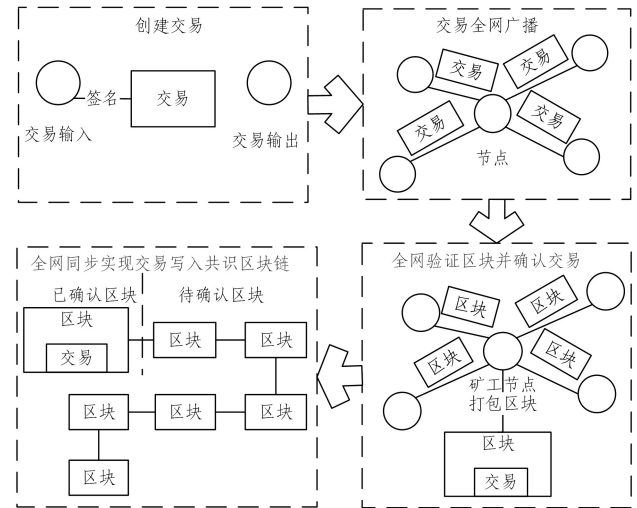 创建交易
签名
交易
交易输入
交易输出
交易全网广播
交易
交易
交易
交易
节点
全网同步实现交易写入共识区块链
已确认区块
待确认区块
区块
交易
区块
区块
区块
区块
区块
区块
全网验证区块并确认交易
区块
区块
区块
区块
矿工节点
打包区块
区块
交易